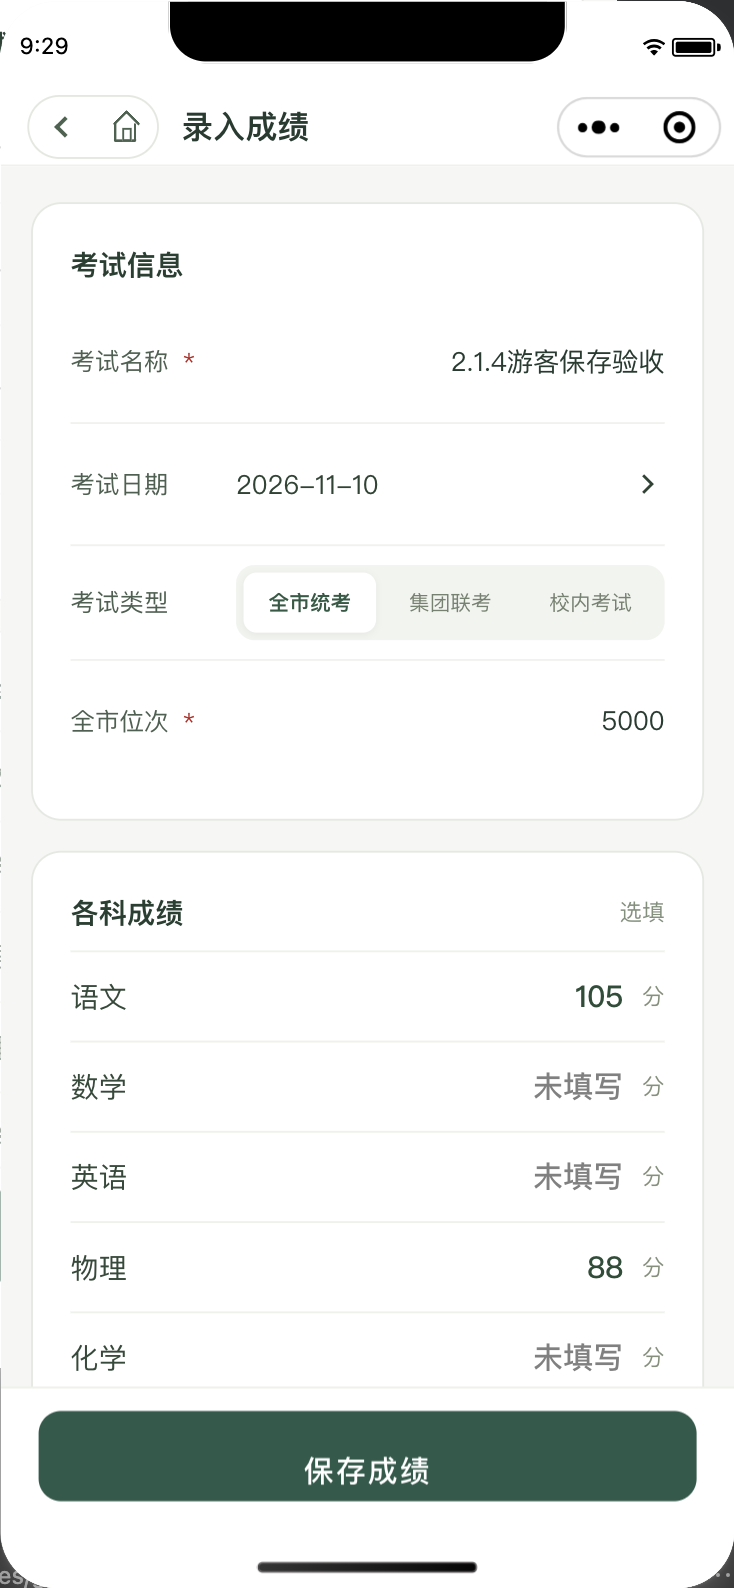 9:29
录入成绩
考试信息
考试名称 * 2.1.4游客保存验收
考试日期 2026-11-10
考试类型 全市统考 集团联考 校内考试
全市位次 * 5000
各科成绩 选填
语文 105 分
数学 未填写 分
英语 未填写 分
物理 88 分
化学 未填写 分
保存成绩